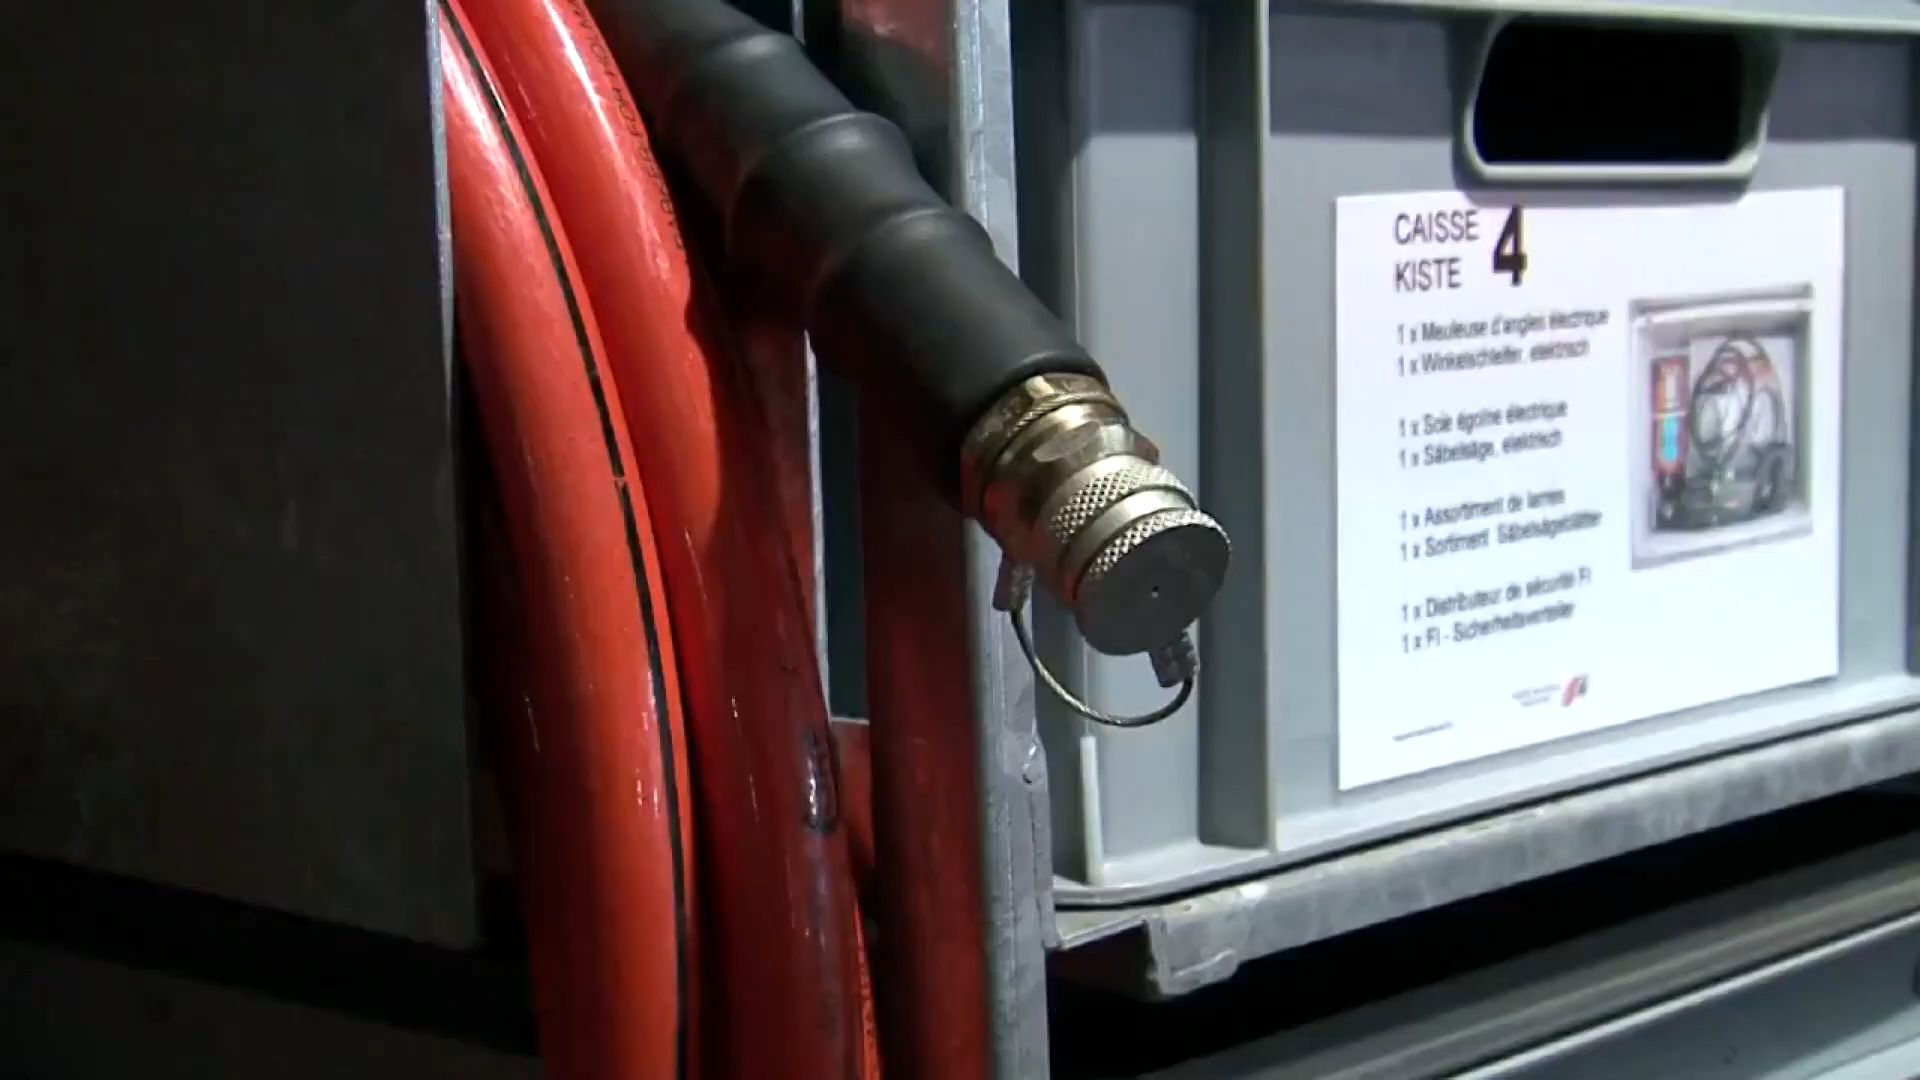 CAISSE 4
KISTE
1 x Meuleuse d'angles électrique
1 x Winkelschleifer, elektrisch
1 x Scie égoïne électrique
1 x Säbelsäge, elektrisch
1 x Assortiment de lames
1 x Sortiment Säbelsägeblätter
1 x Distributeur de sécurité FI
1 x FI - Sicherheitsverteiler